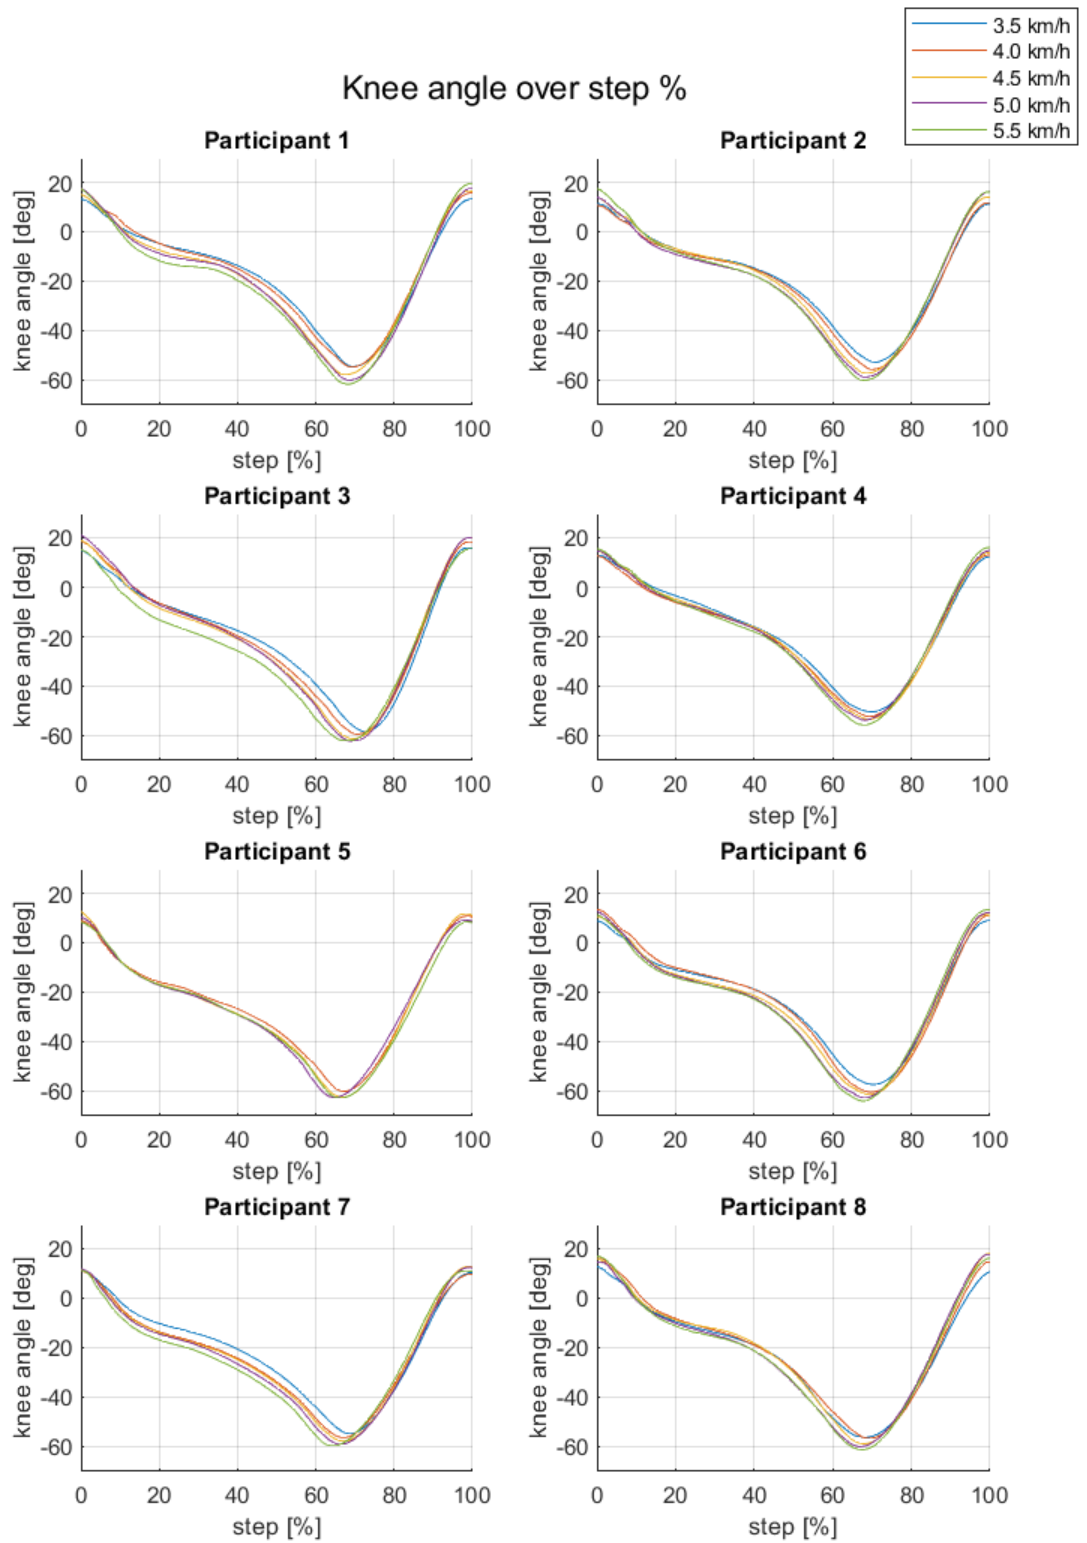 3.5 km/h
4.0 km/h
4.5 km/h
5.0 km/h
5.5 km/h
Knee angle over step %
Participant 1
20
0
-20
-40
-60
knee angle [deg]
0 20 40 60 80 100
step [%]
Participant 2
20
0
-20
-40
-60
knee angle [deg]
0 20 40 60 80 100
step [%]
Participant 3
20
0
-20
-40
-60
knee angle [deg]
0 20 40 60 80 100
step [%]
Participant 4
20
0
-20
-40
-60
knee angle [deg]
0 20 40 60 80 100
step [%]
Participant 5
20
0
-20
-40
-60
knee angle [deg]
0 20 40 60 80 100
step [%]
Participant 6
20
0
-20
-40
-60
knee angle [deg]
0 20 40 60 80 100
step [%]
Participant 7
20
0
-20
-40
-60
knee angle [deg]
0 20 40 60 80 100
step [%]
Participant 8
20
0
-20
-40
-60
knee angle [deg]
0 20 40 60 80 100
step [%]